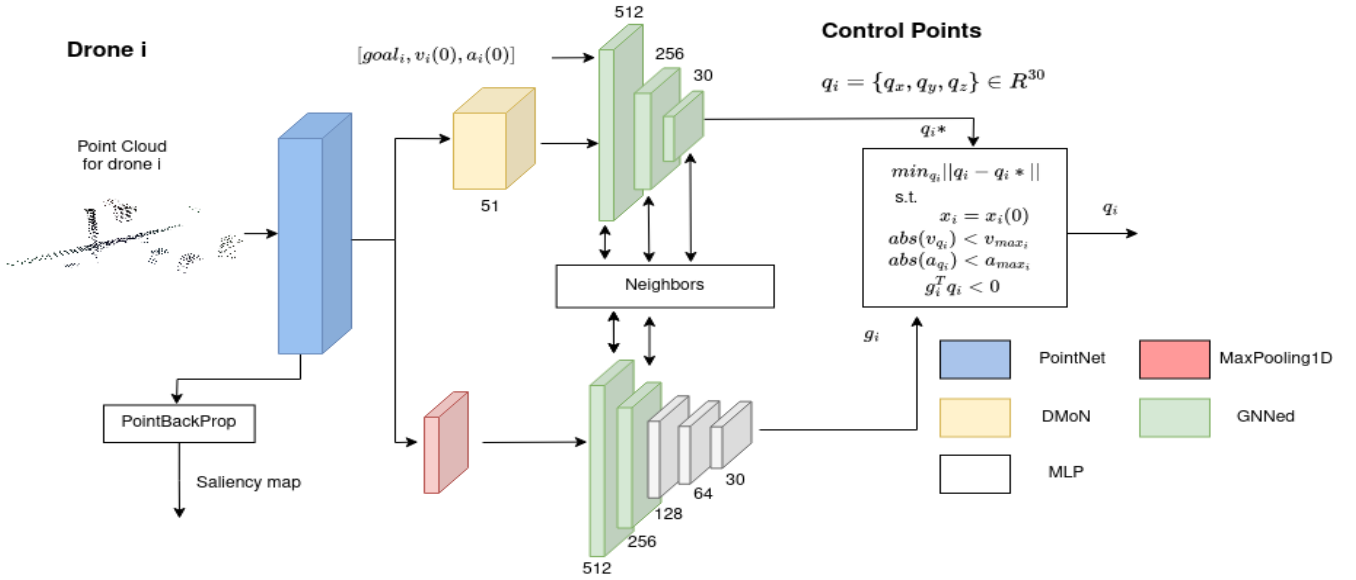 Drone i
Point Cloud
for drone i
[goal_i, v_i(0), a_i(0)]
51
512
256
30
Control Points
q_i = {q_x, q_y, q_z} ∈ R^{30}
q_i*
min_{q_i}||q_i − q_i * ||
s.t.
x_i = x_i(0)
abs(v_{q_i}) < v_{max_i}
abs(a_{q_i}) < a_{max_i}
g_i^T q_i < 0
q_i
Neighbors
g_i
PointBackProp
Saliency map
512
256
128
64
30
PointNet
MaxPooling1D
DMoN
GNNed
MLP